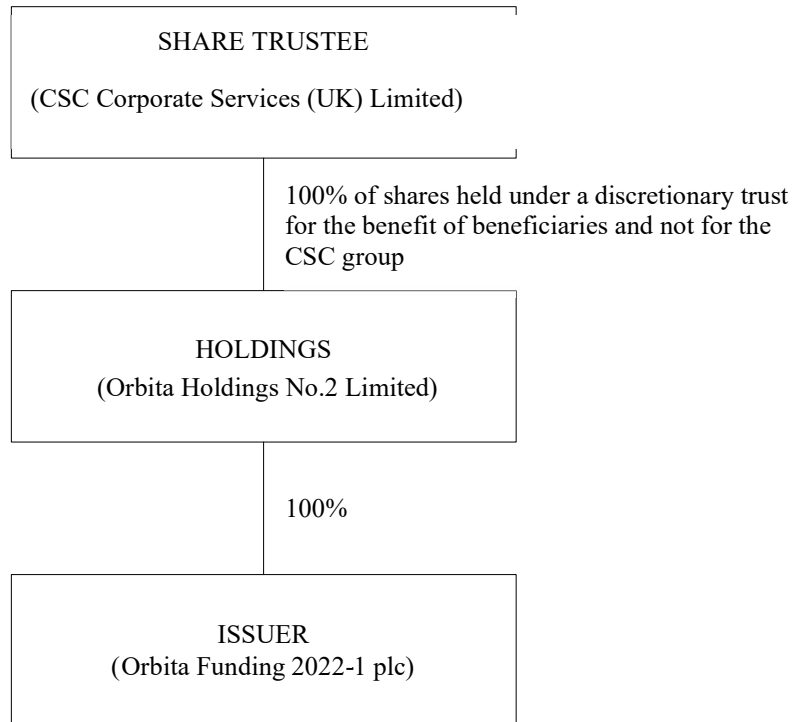 SHARE TRUSTEE
(CSC Corporate Services (UK) Limited)
100% of shares held under a discretionary trust
for the benefit of beneficiaries and not for the
CSC group
HOLDINGS
(Orbita Holdings No.2 Limited)
100%
ISSUER
(Orbita Funding 2022-1 plc)